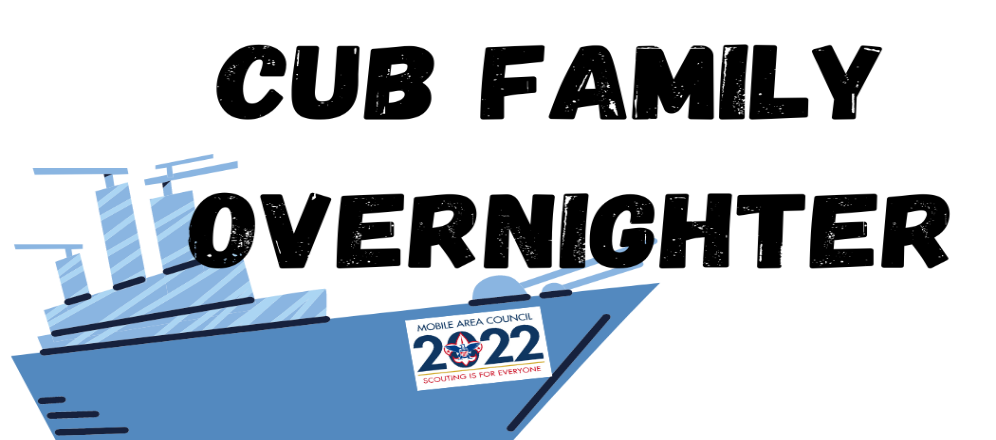 CUB FAMILY
OVERNIGHTER
MOBILE AREA COUNCIL
2022
SCOUTING IS FOR EVERYONE